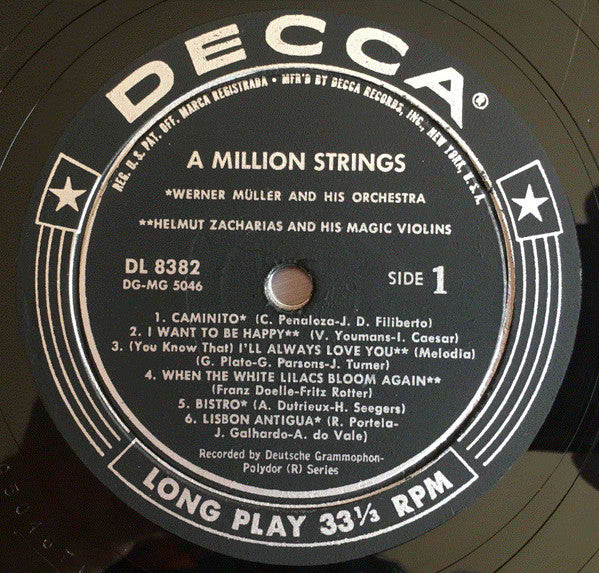 DECCA®
REG. U.S. PAT. OFF. MARCA REGISTRADA • MFR'D BY DECCA RECORDS, INC., NEW YORK, U.S.A.
A MILLION STRINGS
*WERNER MÜLLER AND HIS ORCHESTRA
**HELMUT ZACHARIAS AND HIS MAGIC VIOLINS
DL 8382
DG-MG 5046
SIDE 1
1. CAMINITO* (C. Penaloza-J. D. Filiberto)
2. I WANT TO BE HAPPY** (V. Youmans-I. Caesar)
3. (You Know That) I'LL ALWAYS LOVE YOU** (Melodia)
(G. Plato-G. Parsons-J. Turner)
4. WHEN THE WHITE LILACS BLOOM AGAIN**
(Franz Doelle-Fritz Rotter)
5. BISTRO* (A. Dutrieux-H. Seegers)
6. LISBON ANTIGUA* (R. Portela-
J. Galhardo-A. do Vale)
Recorded by Deutsche Grammophon-
Polydor (R) Series
LONG PLAY 33⅓ RPM